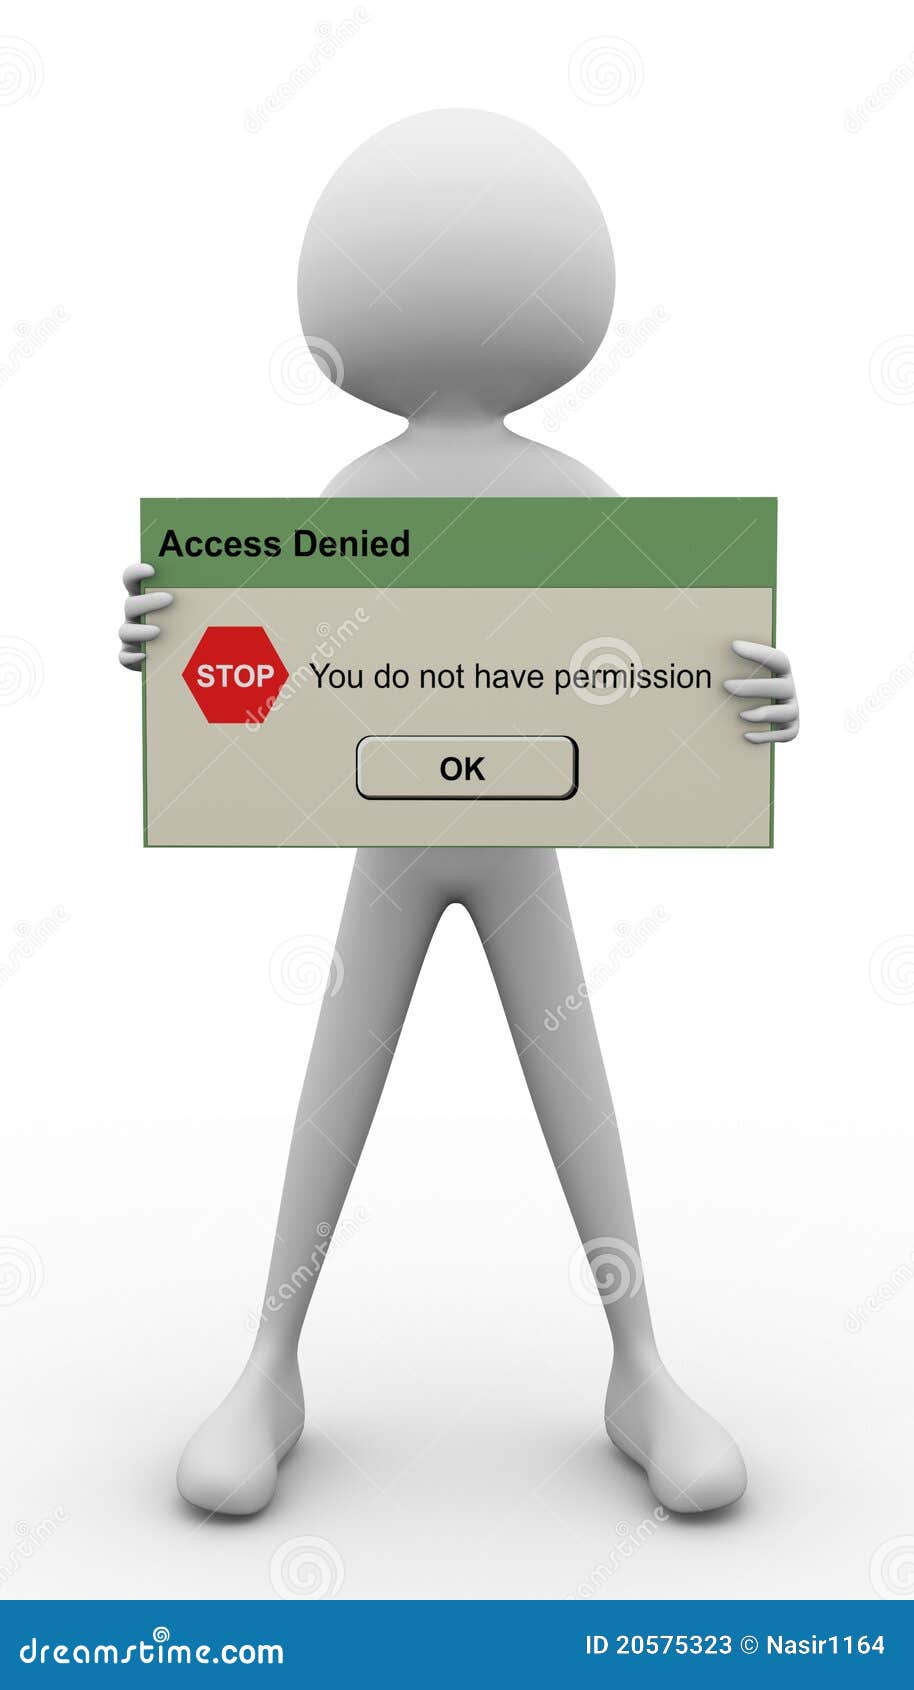 Access Denied
STOP You do not have permission
OK
dreamstime.com
ID 20575323 © Nasir1164